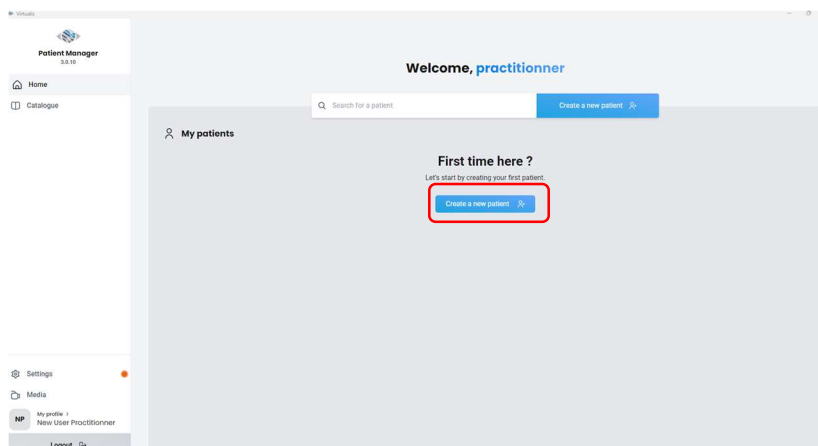 Virtualis
Patient Manager
3.0.10
Home
Catalogue
Welcome, practitionner
Search for a patient
Create a new patient
My patients
First time here ?
Let's start by creating your first patient.
Create a new patient
Settings
Media
NP
My profile >
New User Practitionner
Logout